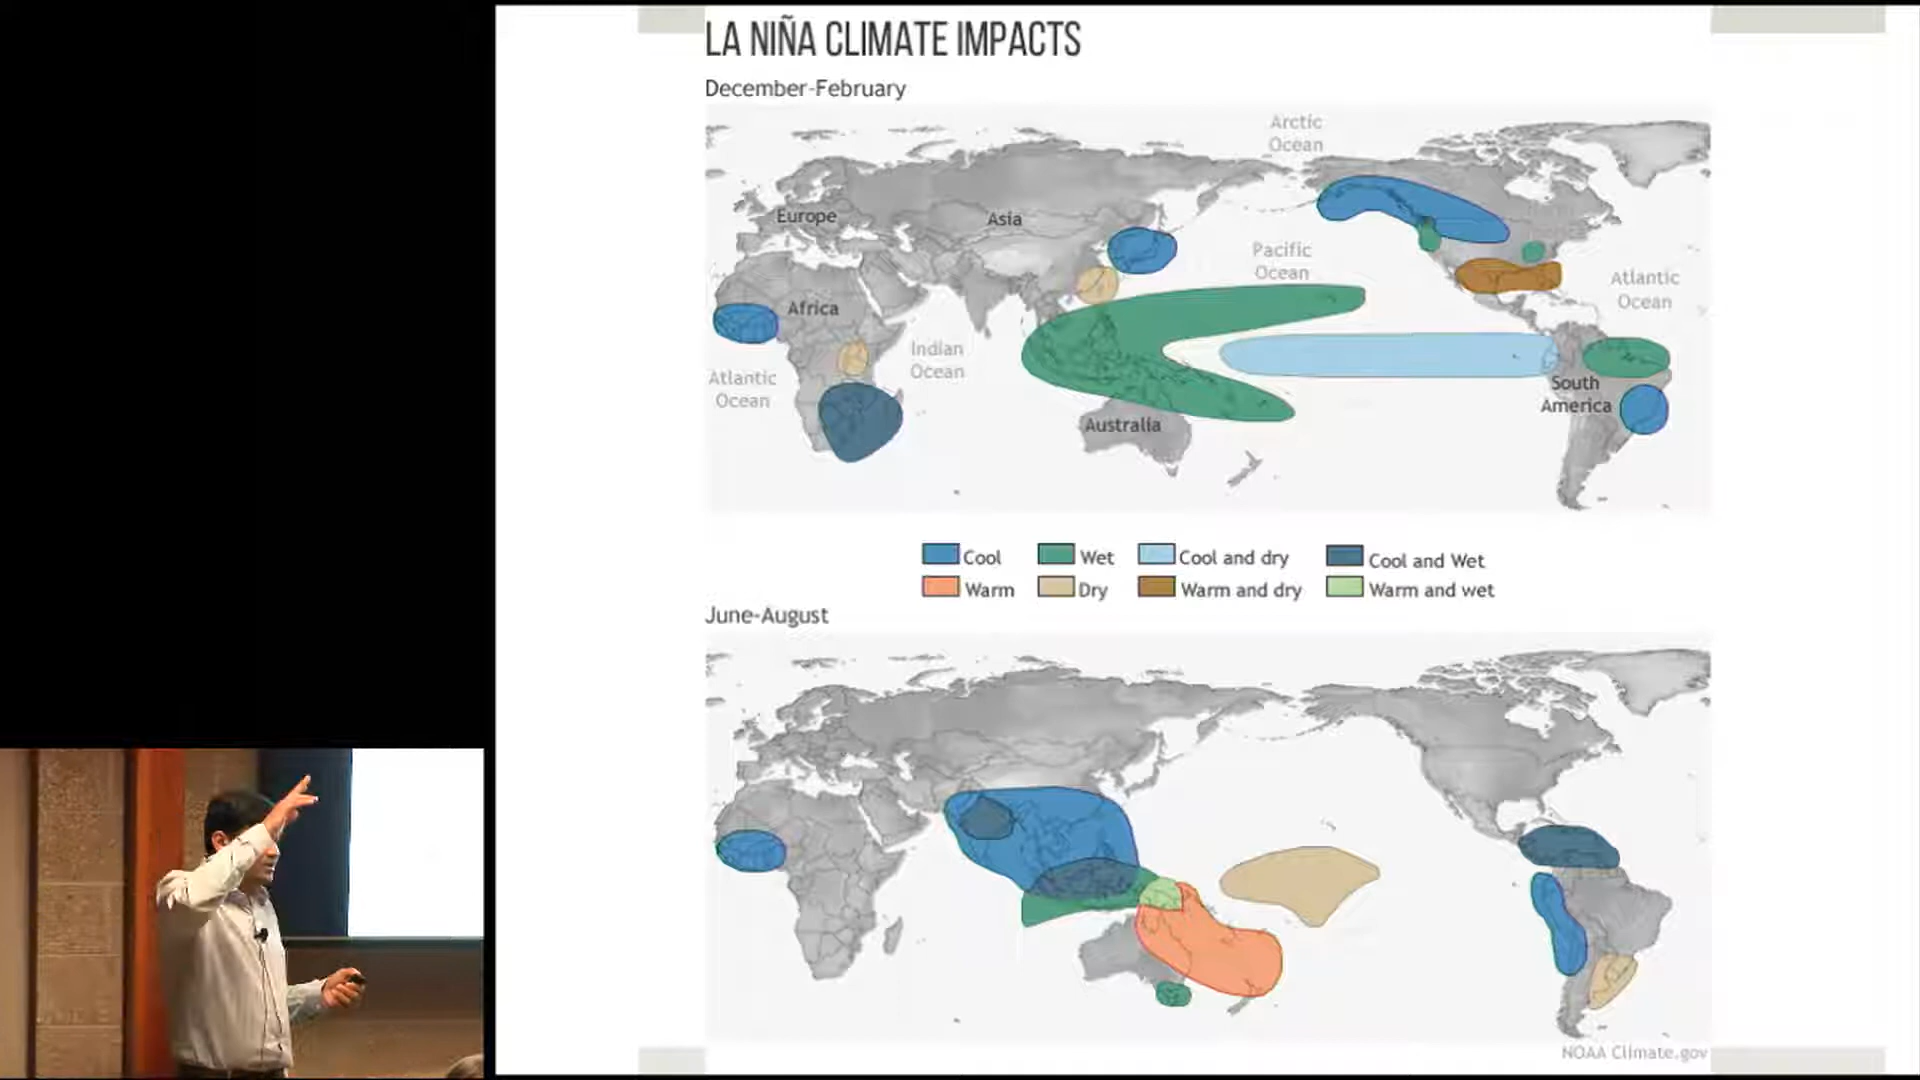 LA NIÑA CLIMATE IMPACTS
December-February
Arctic
Ocean
Europe
Asia
Pacific
Ocean
Atlantic
Ocean
Africa
Indian
Ocean
Atlantic
Ocean
South
America
Australia
Cool
Wet
Cool and dry
Cool and Wet
Warm
Dry
Warm and dry
Warm and wet
June-August
NOAA Climate.gov